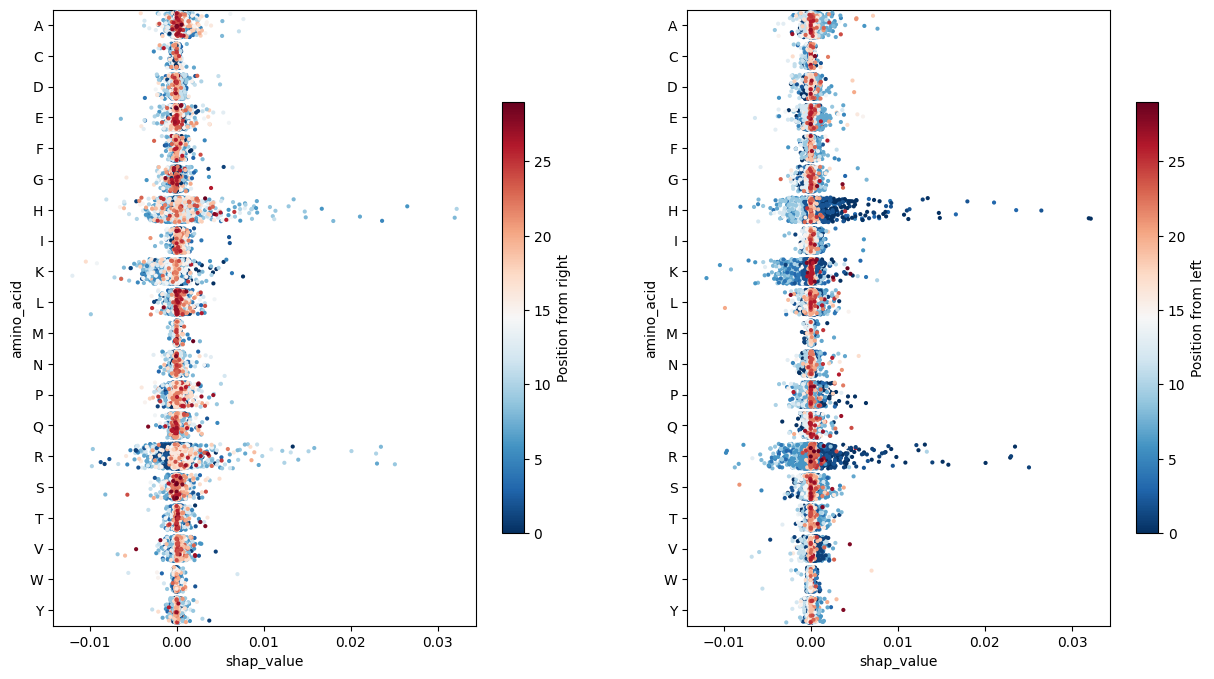 A
C
D
E
F
G
H
I
K
L
M
N
P
Q
R
S
T
V
W
Y
amino_acid
−0.01 0.00 0.01 0.02 0.03
shap_value
25
20
15
10
5
0
Position from right
A
C
D
E
F
G
H
I
K
L
M
N
P
Q
R
S
T
V
W
Y
amino_acid
−0.01 0.00 0.01 0.02 0.03
shap_value
25
20
15
10
5
0
Position from left